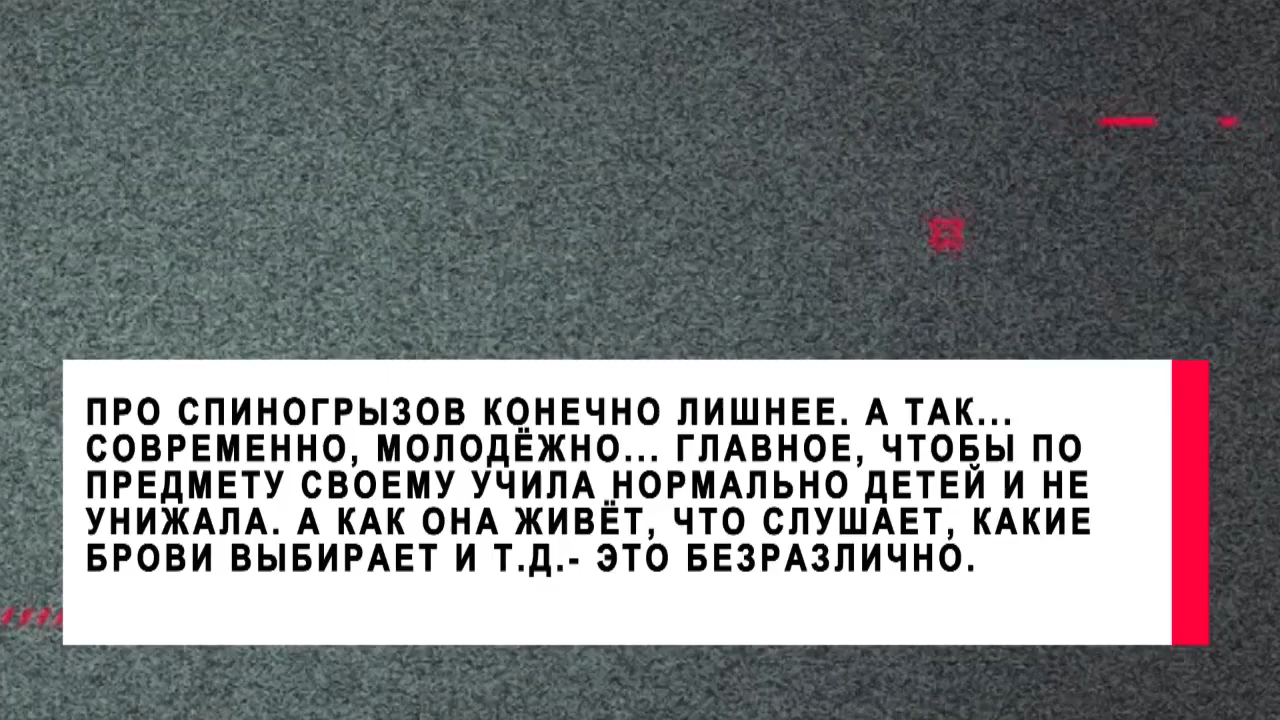 ПРО СПИНОГРЫЗОВ КОНЕЧНО ЛИШНЕЕ. А ТАК...
СОВРЕМЕННО, МОЛОДЁЖНО... ГЛАВНОЕ, ЧТОБЫ ПО
ПРЕДМЕТУ СВОЕМУ УЧИЛА НОРМАЛЬНО ДЕТЕЙ И НЕ
УНИЖАЛА. А КАК ОНА ЖИВЁТ, ЧТО СЛУШАЕТ, КАКИЕ
БРОВИ ВЫБИРАЕТ И Т.Д.- ЭТО БЕЗРАЗЛИЧНО.